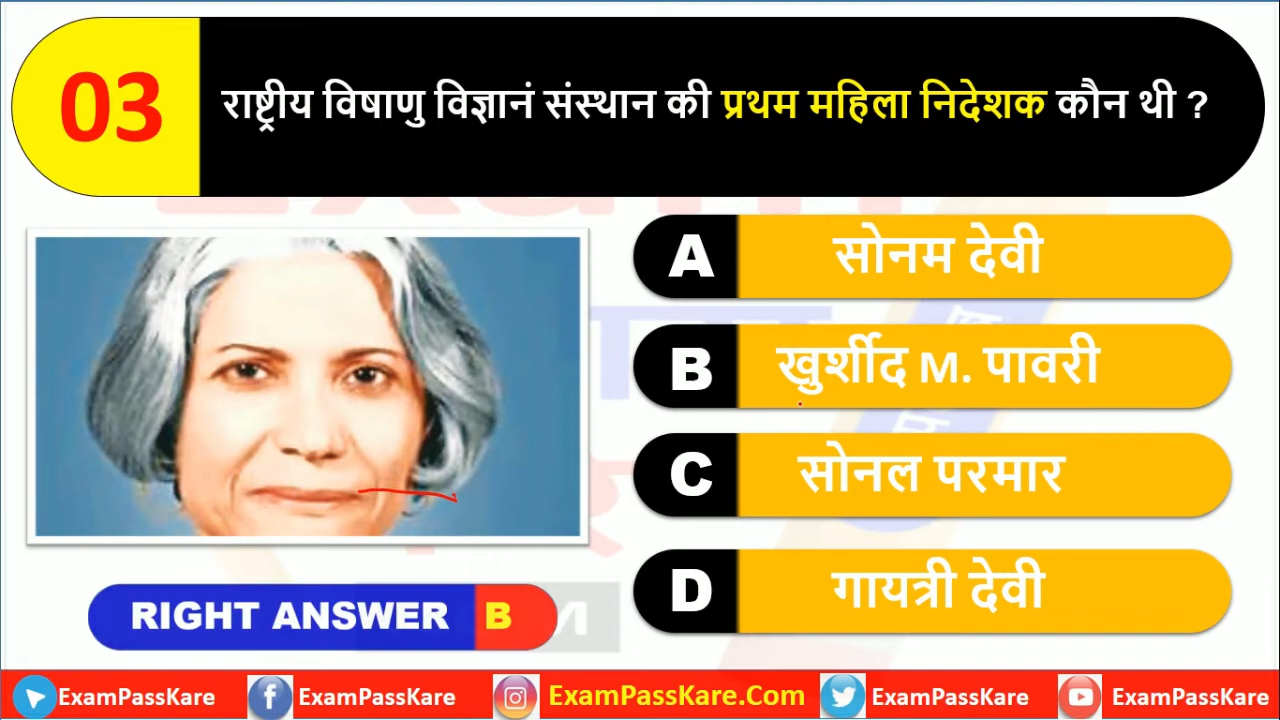 03
राष्ट्रीय विषाणु विज्ञानं संस्थान की प्रथम महिला निदेशक कौन थी ?
A सोनम देवी
B खुर्शीद M. पावरी
C सोनल परमार
D गायत्री देवी
RIGHT ANSWER B
ExamPassKare ExamPassKare ExamPassKare.Com ExamPassKare ExamPassKare